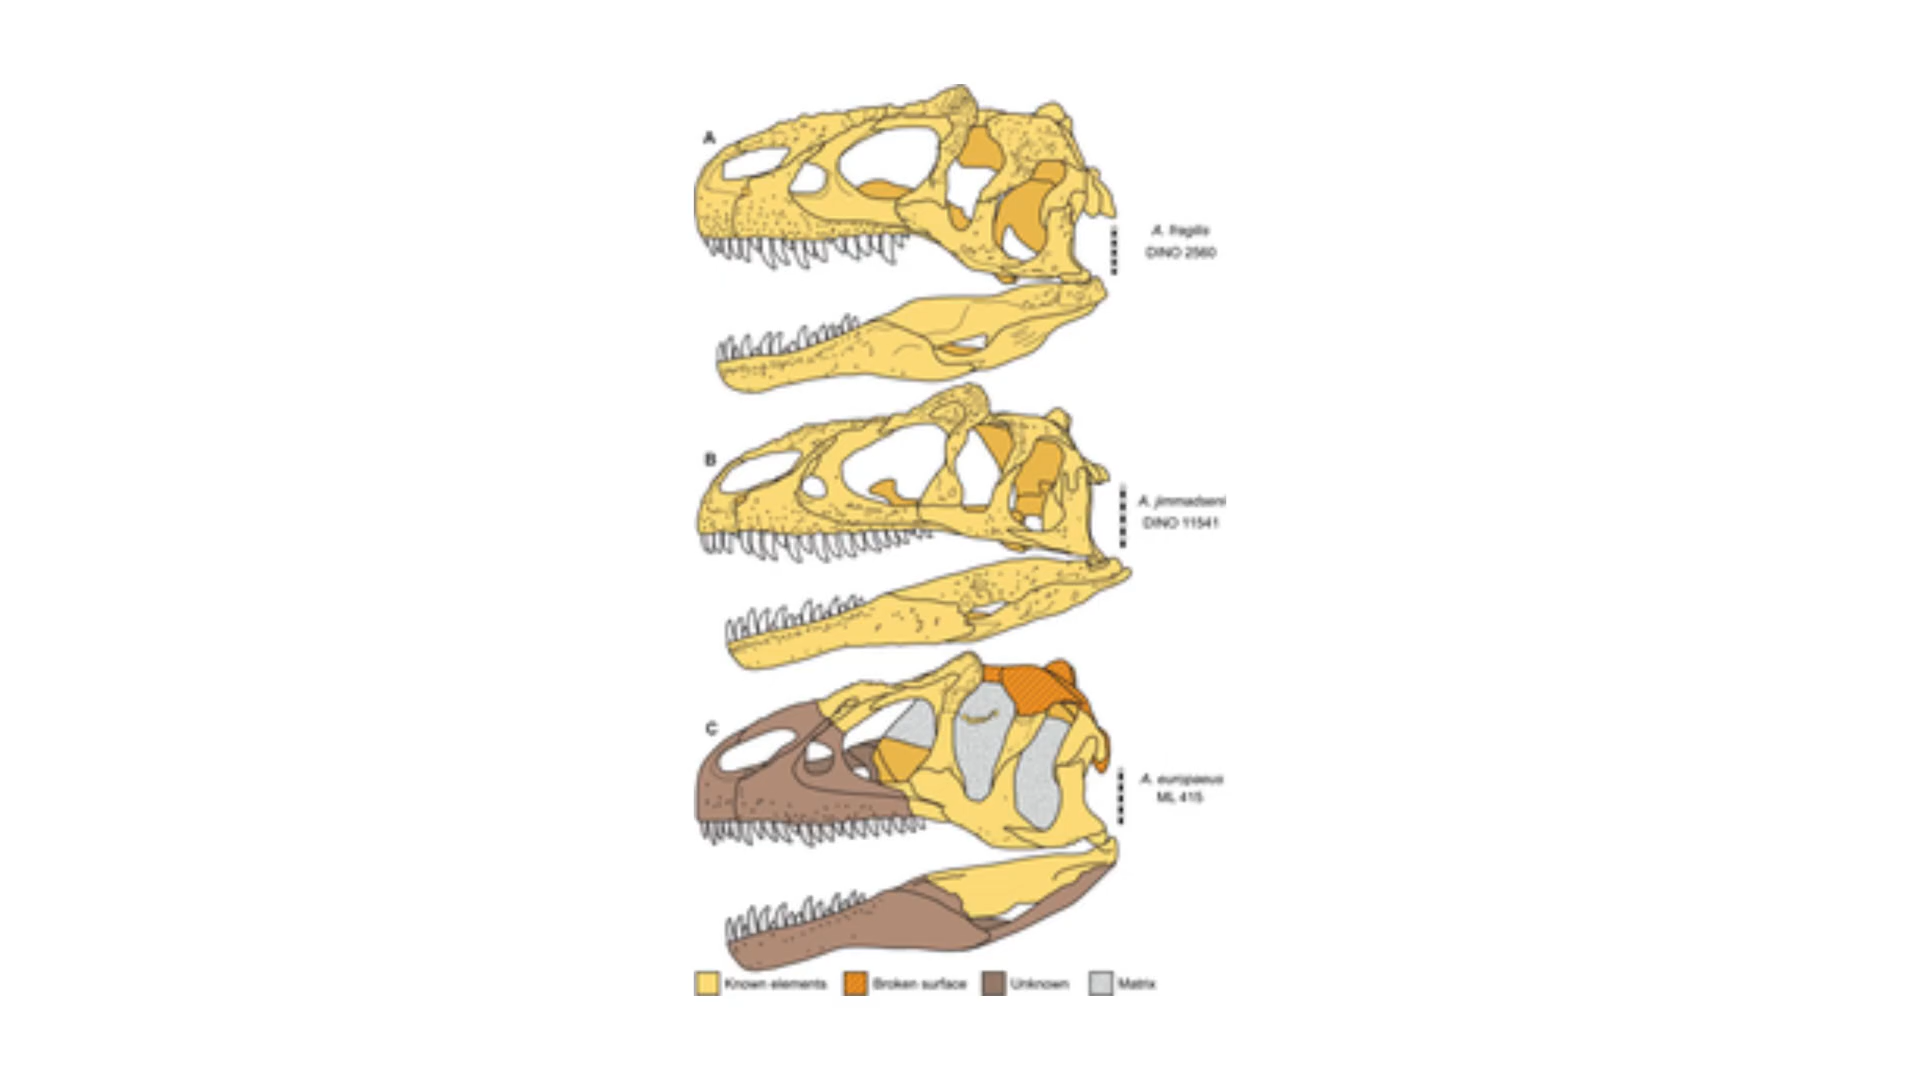 A
A. fragilis
DINO 2560
B
A. jimmadseni
DINO 11541
C
A. europaeus
ML 415
Known elements
Broken surface
Unknown
Matrix